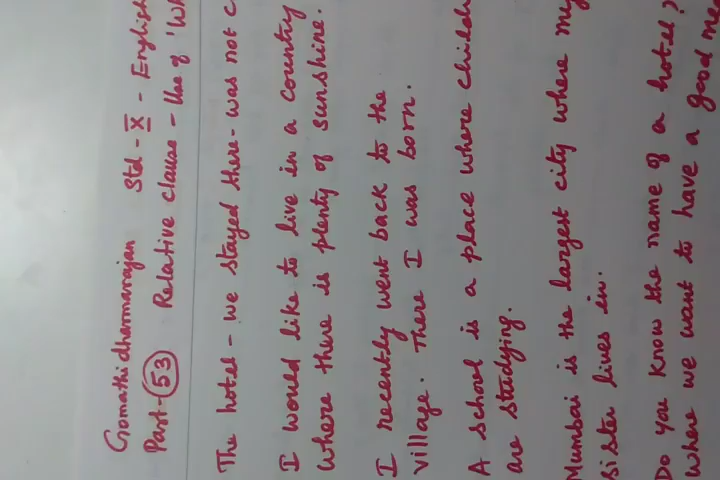 Gomathi dharmarajan Std - X - English
Part - 53 Relative clause - Use of 'Wh
The hotel - we stayed there - was not c
I would like to live in a country
where there is plenty of sunshine.
I recently went back to the
village. There I was born.
A school is a place where childr
are studying.
Mumbai is the largest city where my
sister lives in.
Do you know the name of a hotel,
where we want to have a good mea